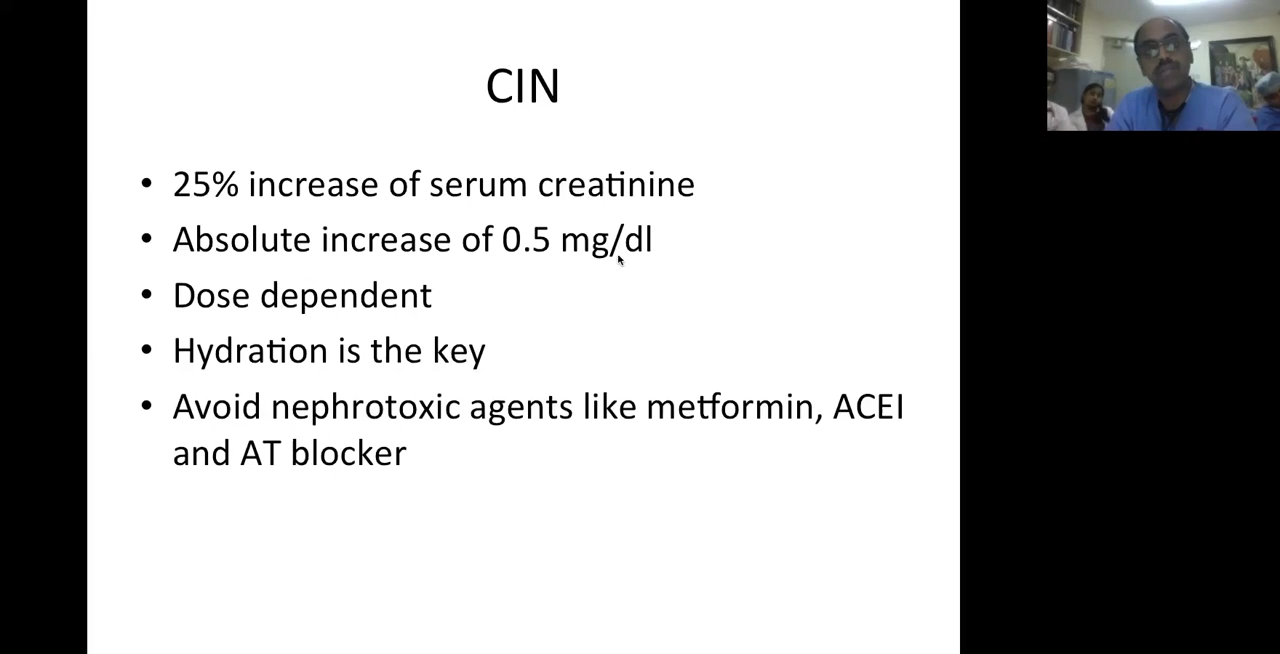 CIN
• 25% increase of serum creatinine
• Absolute increase of 0.5 mg/dl
• Dose dependent
• Hydration is the key
• Avoid nephrotoxic agents like metformin, ACEI
and AT blocker